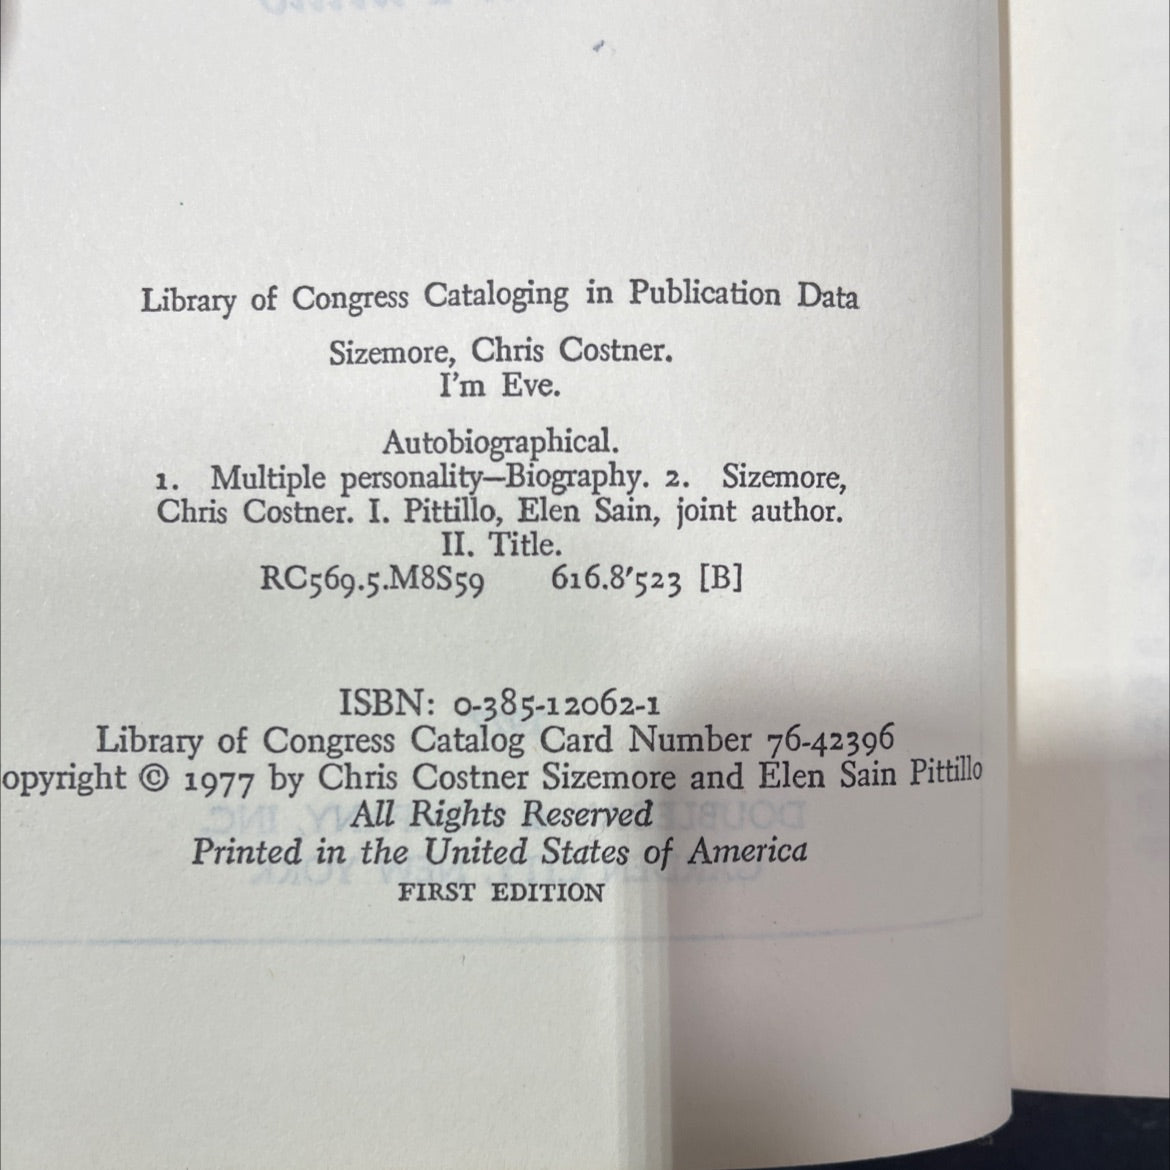 Library of Congress Cataloging in Publication Data
Sizemore, Chris Costner.
I'm Eve.
Autobiographical.
1. Multiple personality—Biography. 2. Sizemore,
Chris Costner. I. Pittillo, Elen Sain, joint author.
II. Title.
RC569.5.M8S59 616.8'523 [B]
ISBN: 0-385-12062-1
Library of Congress Catalog Card Number 76-42396
opyright © 1977 by Chris Costner Sizemore and Elen Sain Pittillo
All Rights Reserved
Printed in the United States of America
FIRST EDITION